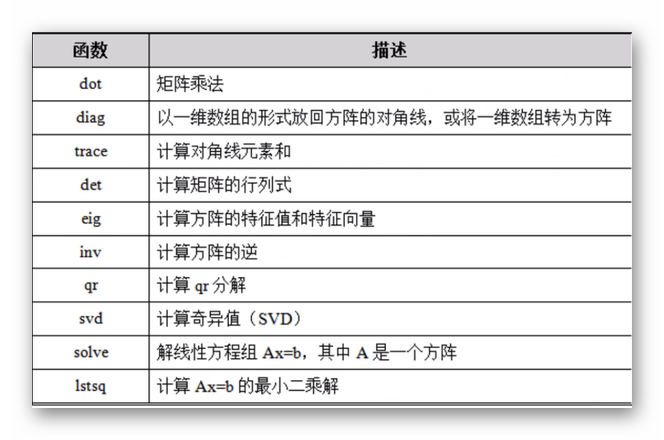 函数 描述
dot 矩阵乘法
diag 以一维数组的形式放回方阵的对角线，或将一维数组转为方阵
trace 计算对角线元素和
det 计算矩阵的行列式
eig 计算方阵的特征值和特征向量
inv 计算方阵的逆
qr 计算 qr 分解
svd 计算奇异值（SVD）
solve 解线性方程组 Ax=b，其中 A 是一个方阵
lstsq 计算 Ax=b 的最小二乘解